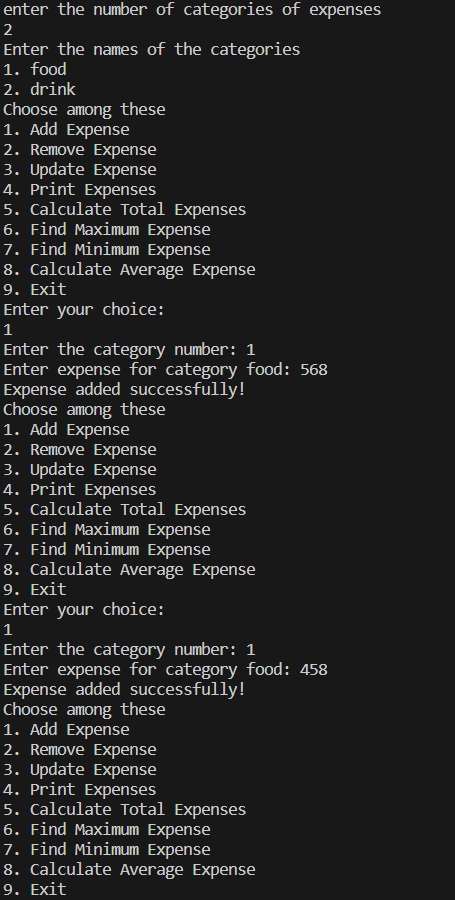 enter the number of categories of expenses
2
Enter the names of the categories
1. food
2. drink
Choose among these
1. Add Expense
2. Remove Expense
3. Update Expense
4. Print Expenses
5. Calculate Total Expenses
6. Find Maximum Expense
7. Find Minimum Expense
8. Calculate Average Expense
9. Exit
Enter your choice:
1
Enter the category number: 1
Enter expense for category food: 568
Expense added successfully!
Choose among these
1. Add Expense
2. Remove Expense
3. Update Expense
4. Print Expenses
5. Calculate Total Expenses
6. Find Maximum Expense
7. Find Minimum Expense
8. Calculate Average Expense
9. Exit
Enter your choice:
1
Enter the category number: 1
Enter expense for category food: 458
Expense added successfully!
Choose among these
1. Add Expense
2. Remove Expense
3. Update Expense
4. Print Expenses
5. Calculate Total Expenses
6. Find Maximum Expense
7. Find Minimum Expense
8. Calculate Average Expense
9. Exit